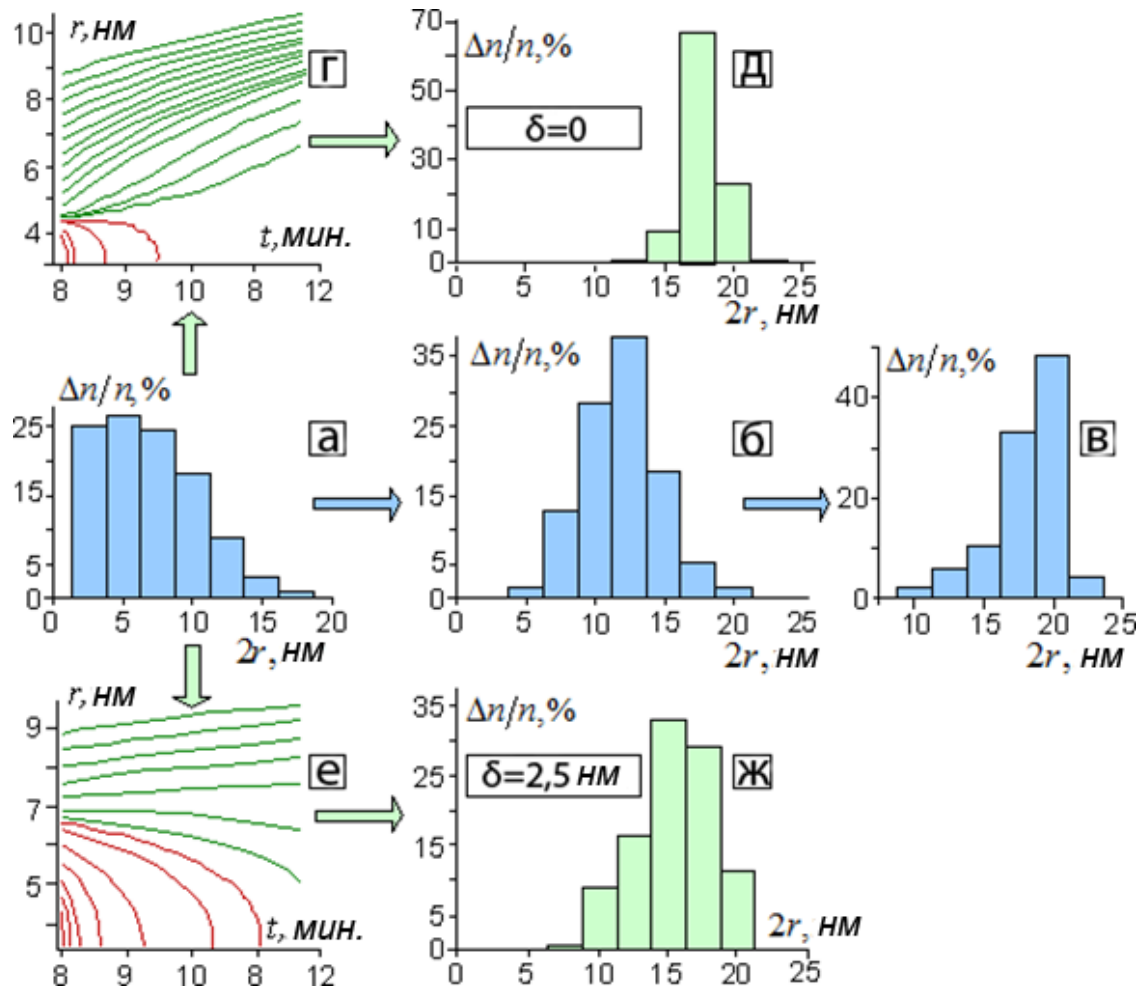 r, нм
10
8
6
4
г
t, мин.
8 9 10 8 12
70
50
30
10
0
Δn/n,%
д
δ=0
0 5 10 15 20 25
2r, нм
Δn/n,%
25
15
5
0
а
0 5 10 15 20
2r, нм
35
25
15
5
0
Δn/n,%
б
0 5 10 15 20 25
2r, нм
Δn/n,%
40
20
0
в
10 15 20 25
2r, нм
r, нм
9
7
5
е
t, мин.
8 9 10 8 12
35
25
15
5
0
Δn/n,%
ж
δ=2,5 нм
2r, нм
0 5 10 15 20 25